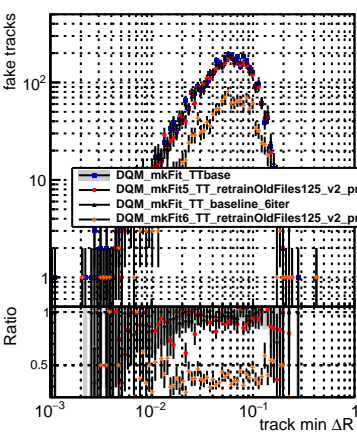 fake tracks
10²
10
1
DQM_mkFit_TTbase
DQM_mkFit5_TT_retrainOldFiles125_v2_pr
DQM_mkFit_TT_baseline_6iter
DQM_mkFit6_TT_retrainOldFiles125_v2_pr
Ratio
1
0.5
10⁻³ 10⁻² 10⁻¹ 1
track min ΔR